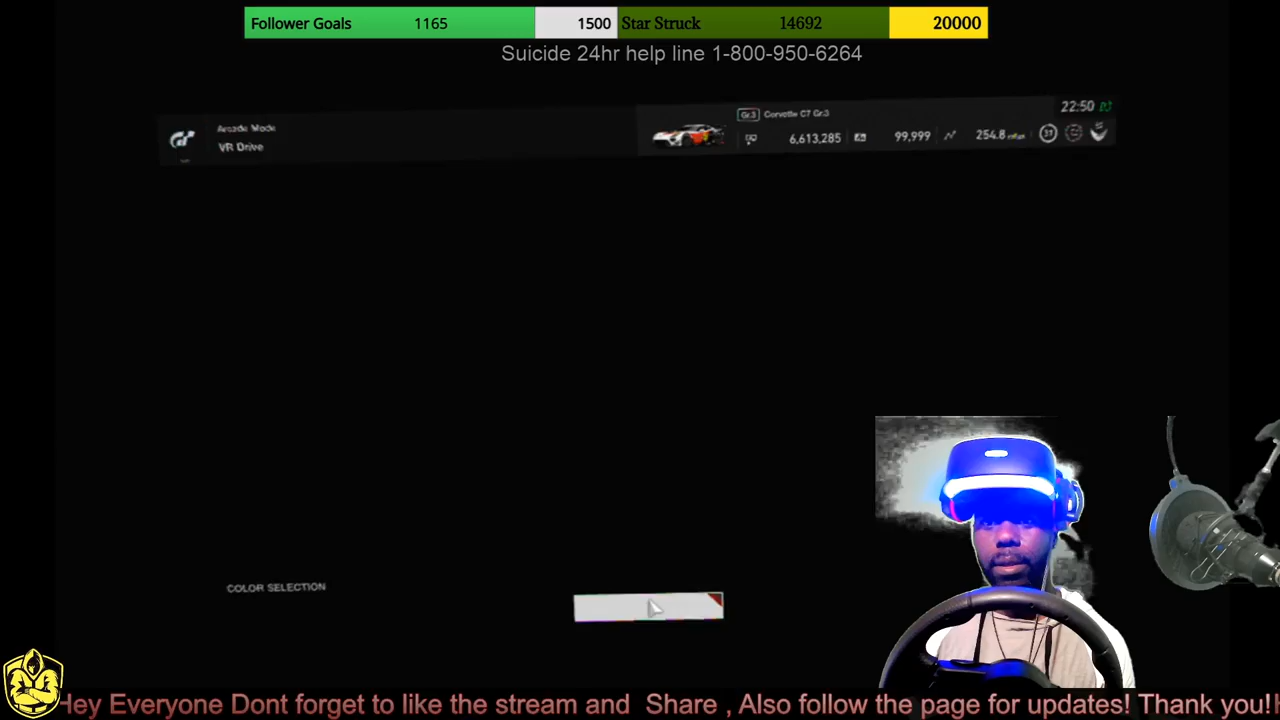 Follower Goals 1165 1500 Star Struck 14692 20000
Suicide 24hr help line 1-800-950-6264
22:50
Gr.3 Corvette C7 Gr.3
Arcade Mode
VR Drive
6,613,285 99,999 254.8
COLOR SELECTION
Hey Everyone Dont forget to like the stream and Share , Also follow the page for updates! Thank you!!